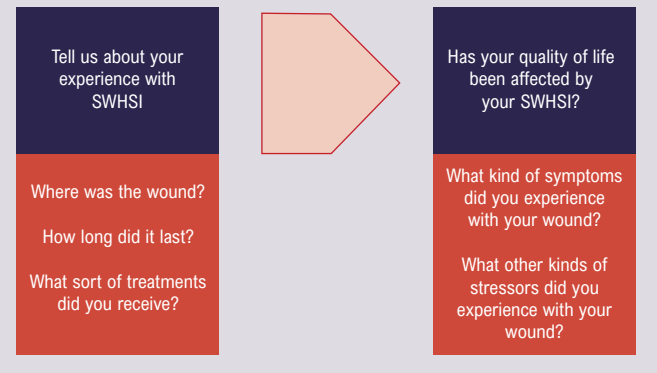 Tell us about your
experience with
SWHSI
Where was the wound?
How long did it last?
What sort of treatments
did you receive?
Has your quality of life
been affected by
your SWHSI?
What kind of symptoms
did you experience
with your wound?
What other kinds of
stressors did you
experience with your
wound?